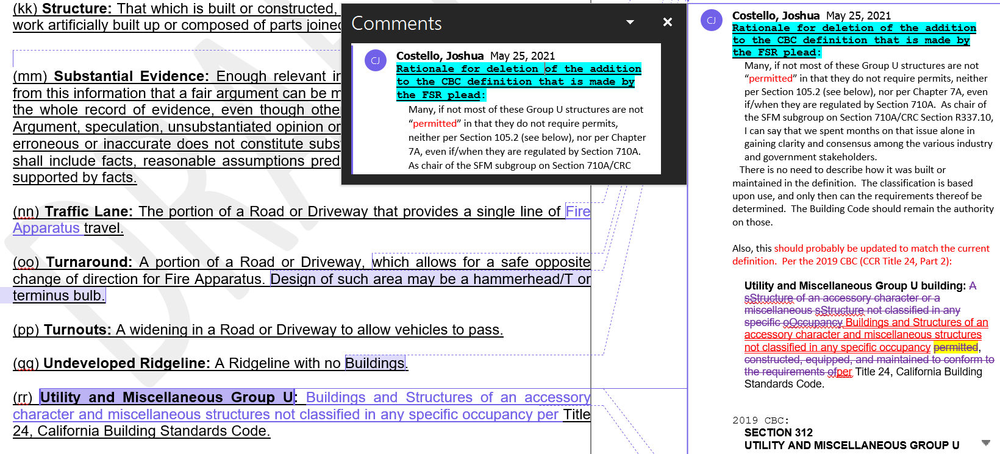 (kk) Structure: That which is built or constructed,
work artificially built up or composed of parts joined
(mm) Substantial Evidence: Enough relevant in
from this information that a fair argument can be m
the whole record of evidence, even though othe
Argument, speculation, unsubstantiated opinion or
erroneous or inaccurate does not constitute subs
shall include facts, reasonable assumptions pred
supported by facts.
(nn) Traffic Lane: The portion of a Road or Driveway that provides a single line of Fire
Apparatus travel.
(oo) Turnaround: A portion of a Road or Driveway, which allows for a safe opposite
change of direction for Fire Apparatus. Design of such area may be a hammerhead/T or
terminus bulb.
(pp) Turnouts: A widening in a Road or Driveway to allow vehicles to pass.
(qq) Undeveloped Ridgeline: A Ridgeline with no Buildings.
(rr) Utility and Miscellaneous Group U: Buildings and Structures of an accessory
character and miscellaneous structures not classified in any specific occupancy per Title
24, California Building Standards Code.
DRA
Comments
CJ
Costello, Joshua May 25, 2021
Rationale for deletion of the addition
to the CBC definition that is made by
the FSR plead:
Many, if not most of these Group U structures are not
“permitted” in that they do not require permits,
neither per Section 105.2 (see below), nor per Chapter
7A, even if/when they are regulated by Section 710A.
As chair of the SFM subgroup on Section 710A/CRC
CJ
Costello, Joshua May 25, 2021
Rationale for deletion of the addition
to the CBC definition that is made by
the FSR plead:
Many, if not most of these Group U structures are not
“permitted” in that they do not require permits, neither
per Section 105.2 (see below), nor per Chapter 7A, even
if/when they are regulated by Section 710A. As chair of
the SFM subgroup on Section 710A/CRC Section R337.10,
I can say that we spent months on that issue alone in
gaining clarity and consensus among the various industry
and government stakeholders.
There is no need to describe how it was built or
maintained in the definition. The classification is based
upon use, and only then can the requirements thereof be
determined. The Building Code should remain the authority
on those.
Also, this should probably be updated to match the current
definition. Per the 2019 CBC (CCR Title 24, Part 2):
Utility and Miscellaneous Group U building: A
sStructure of an accessory character or a
miscellaneous sStructure not classified in any
specific oOccupancy Buildings and Structures of an
accessory character and miscellaneous structures
not classified in any specific occupancy permitted,
constructed, equipped, and maintained to conform to
the requirements ofper Title 24, California Building
Standards Code.
2019 CBC:
SECTION 312
UTILITY AND MISCELLANEOUS GROUP U